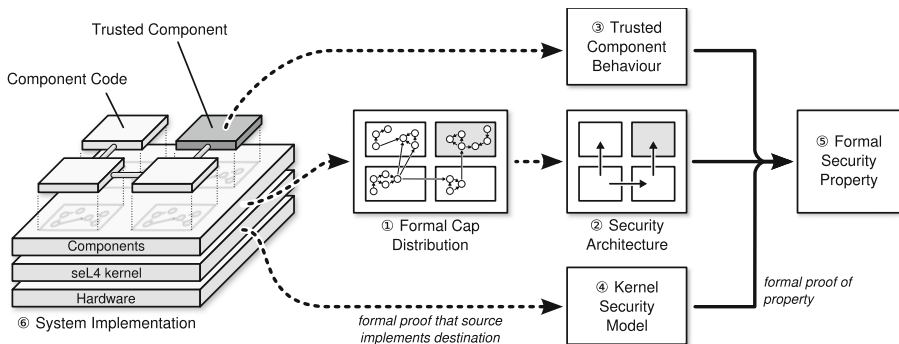 Trusted Component
Component Code
Components
seL4 kernel
Hardware
⑥ System Implementation
① Formal Cap
Distribution
② Security
Architecture
③ Trusted
Component
Behaviour
④ Kernel
Security
Model
⑤ Formal
Security
Property
formal proof that source
implements destination
formal proof of
property